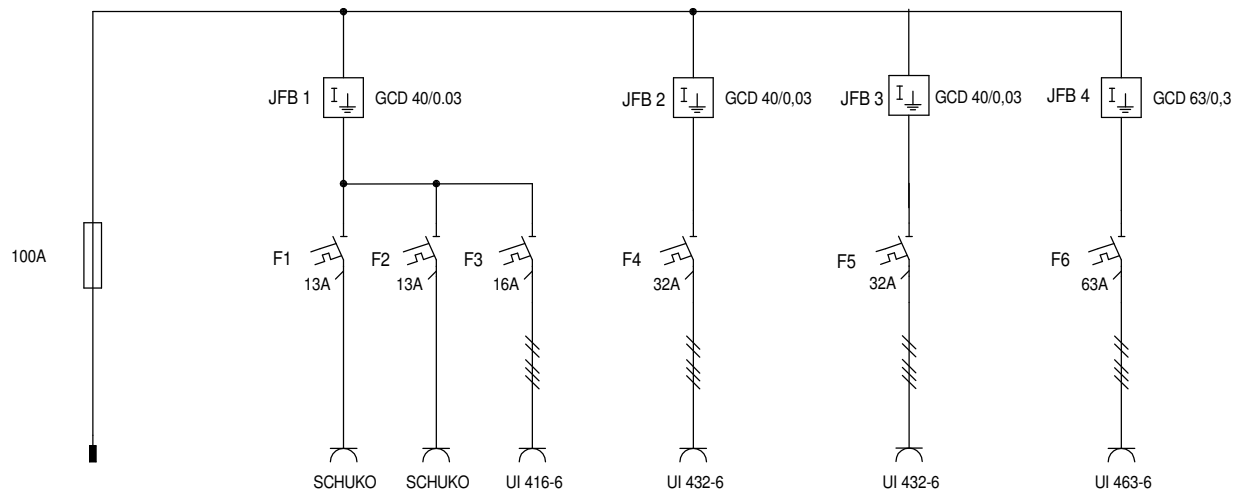 JFB 1 GCD 40/0.03 JFB 2 GCD 40/0,03 JFB 3 GCD 40/0,03 JFB 4 GCD 63/0,3
100A F1 F2 F3 F4 F5 F6
13A 13A 16A 32A 32A 63A
SCHUKO SCHUKO UI 416-6 UI 432-6 UI 432-6 UI 463-6